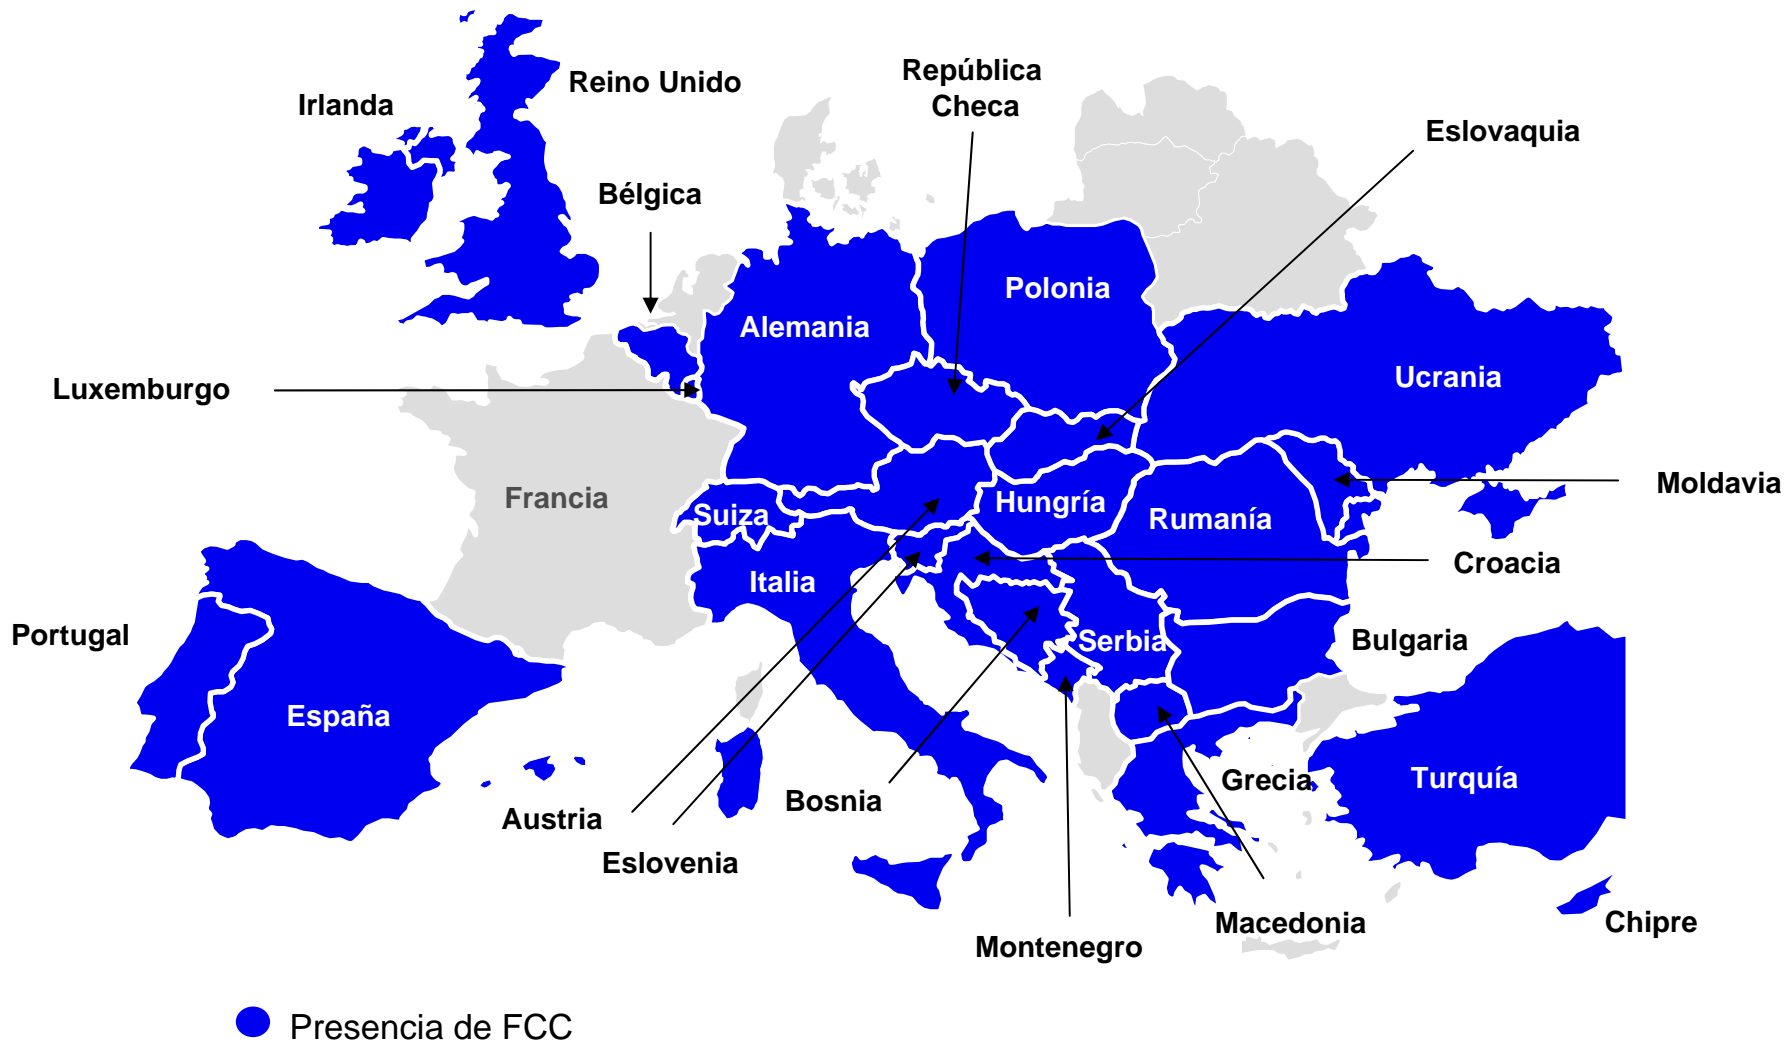 República
Checa
Reino Unido
Irlanda
Eslovaquia
Bélgica
Polonia
Alemania
Ucrania
Luxemburgo
Francia
Suiza
Hungría
Rumanía
Moldavia
Italia
Croacia
Portugal
Serbia
Bulgaria
España
Grecia
Turquía
Bosnia
Austria
Eslovenia
Macedonia
Chipre
Montenegro
Presencia de FCC